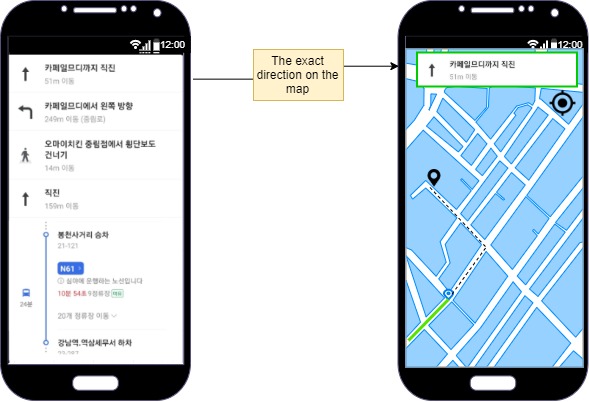 12:00
카페일므디까지 직진
51m 이동
카페일므디에서 왼쪽 방향
249m 이동 (중림로)
오마이치킨 중림점에서 횡단보도
건너기
14m 이동
직진
159m 이동
봉천사거리 승차
21-121
N61
심야에 운행하는 노선입니다
10분 54초 9정류장 여유
24분
20개 정류장 이동
강남역.역삼세무서 하차
The exact
direction on the
map
12:00
카페일므디까지 직진
51m 이동